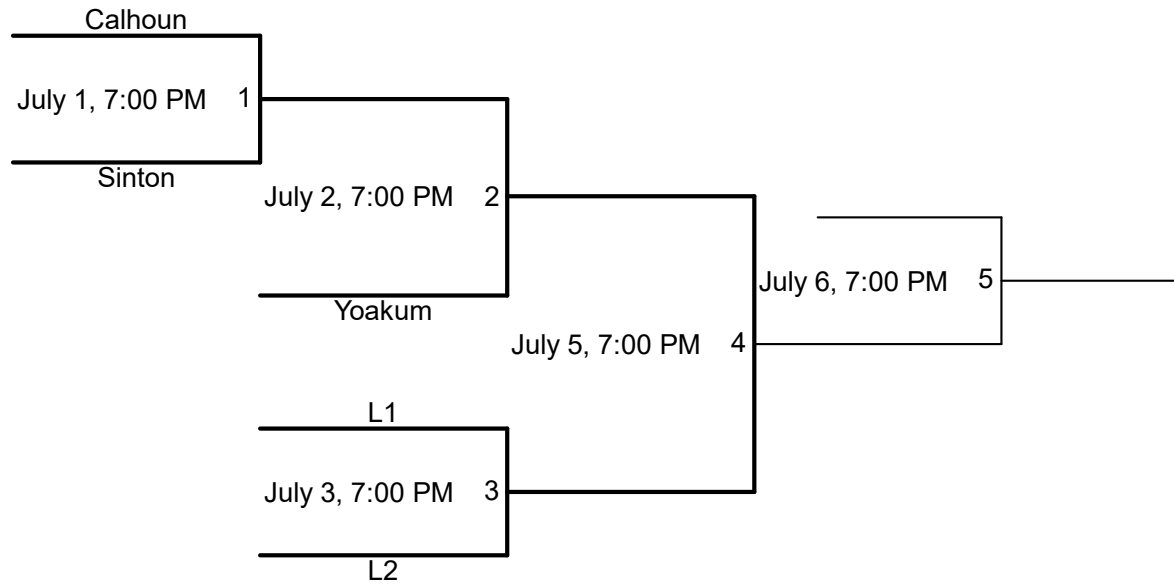 Calhoun
July 1, 7:00 PM 1
Sinton
July 2, 7:00 PM 2
Yoakum
July 6, 7:00 PM 5
July 5, 7:00 PM 4
L1
July 3, 7:00 PM 3
L2